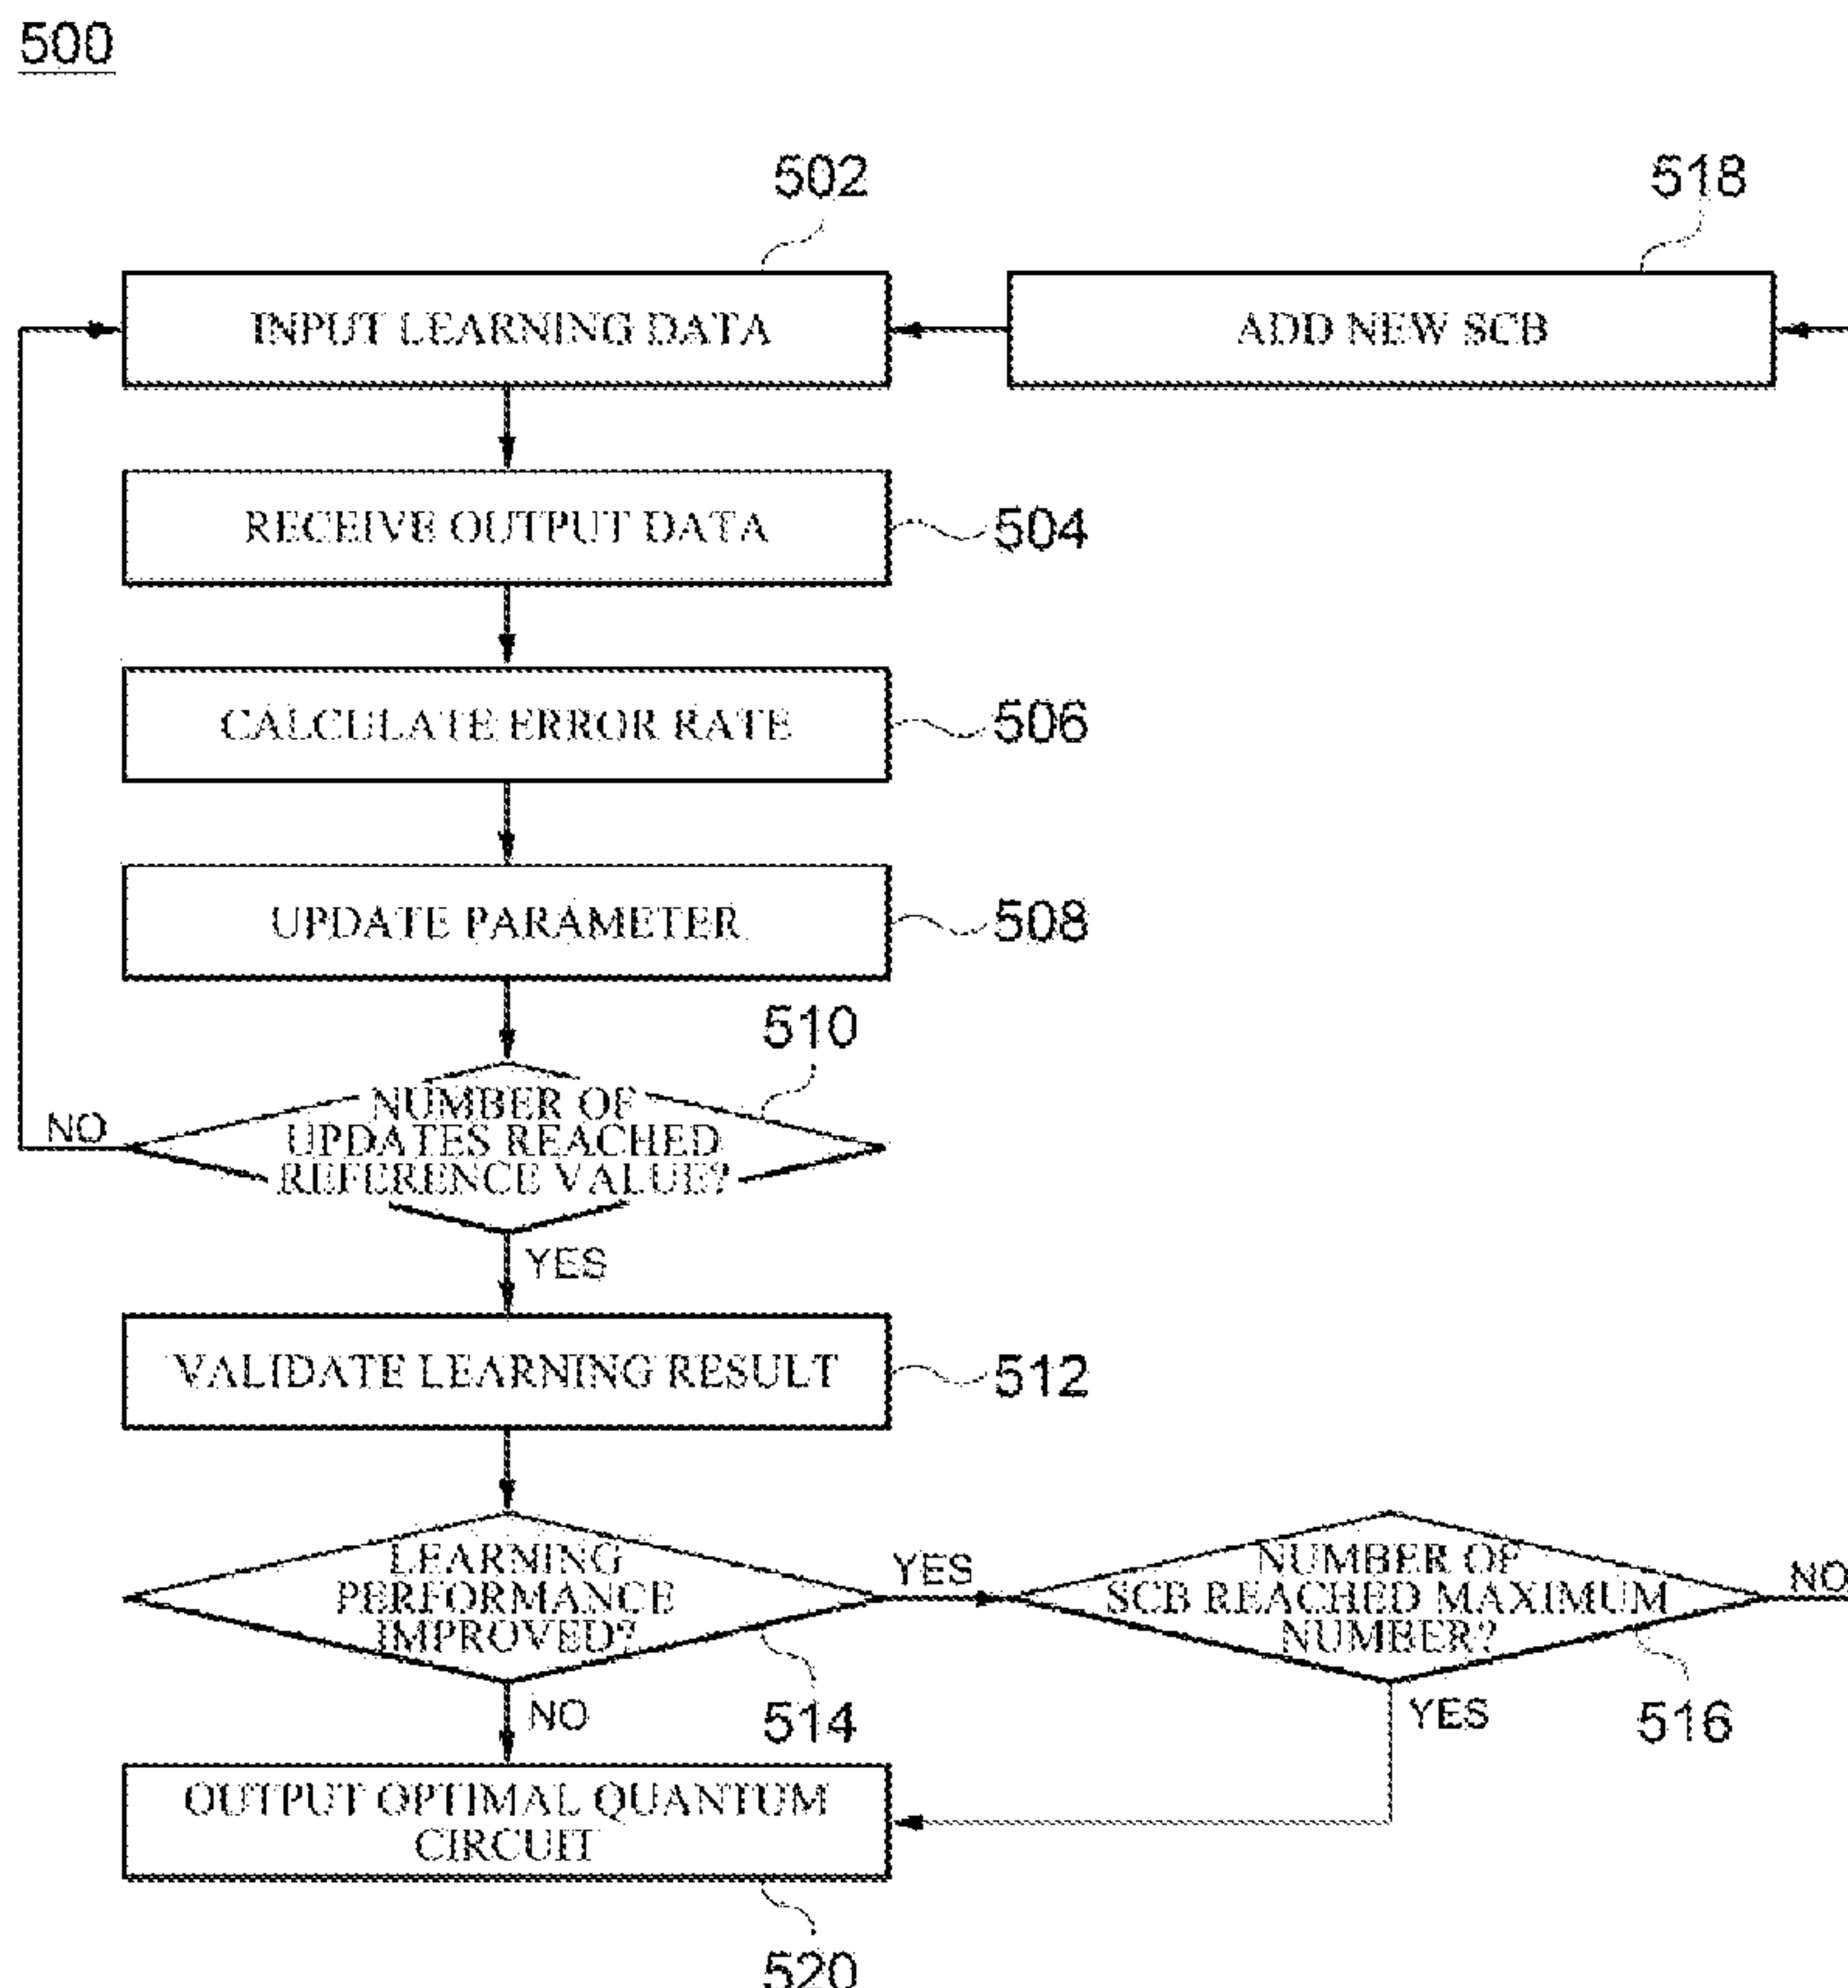 500
502
518
INPUT LEARNING DATA
ADD NEW SCB
RECEIVE OUTPUT DATA
504
CALCULATE ERROR RATE
506
UPDATE PARAMETER
508
510
NUMBER OF
UPDATES REACHED
REFERENCE VALUE?
NO
YES
VALIDATE LEARNING RESULT
512
LEARNING
PERFORMANCE
IMPROVED?
YES
NUMBER OF
SCB REACHED MAXIMUM
NUMBER?
NO
NO
514
YES
516
OUTPUT OPTIMAL QUANTUM
CIRCUIT
520